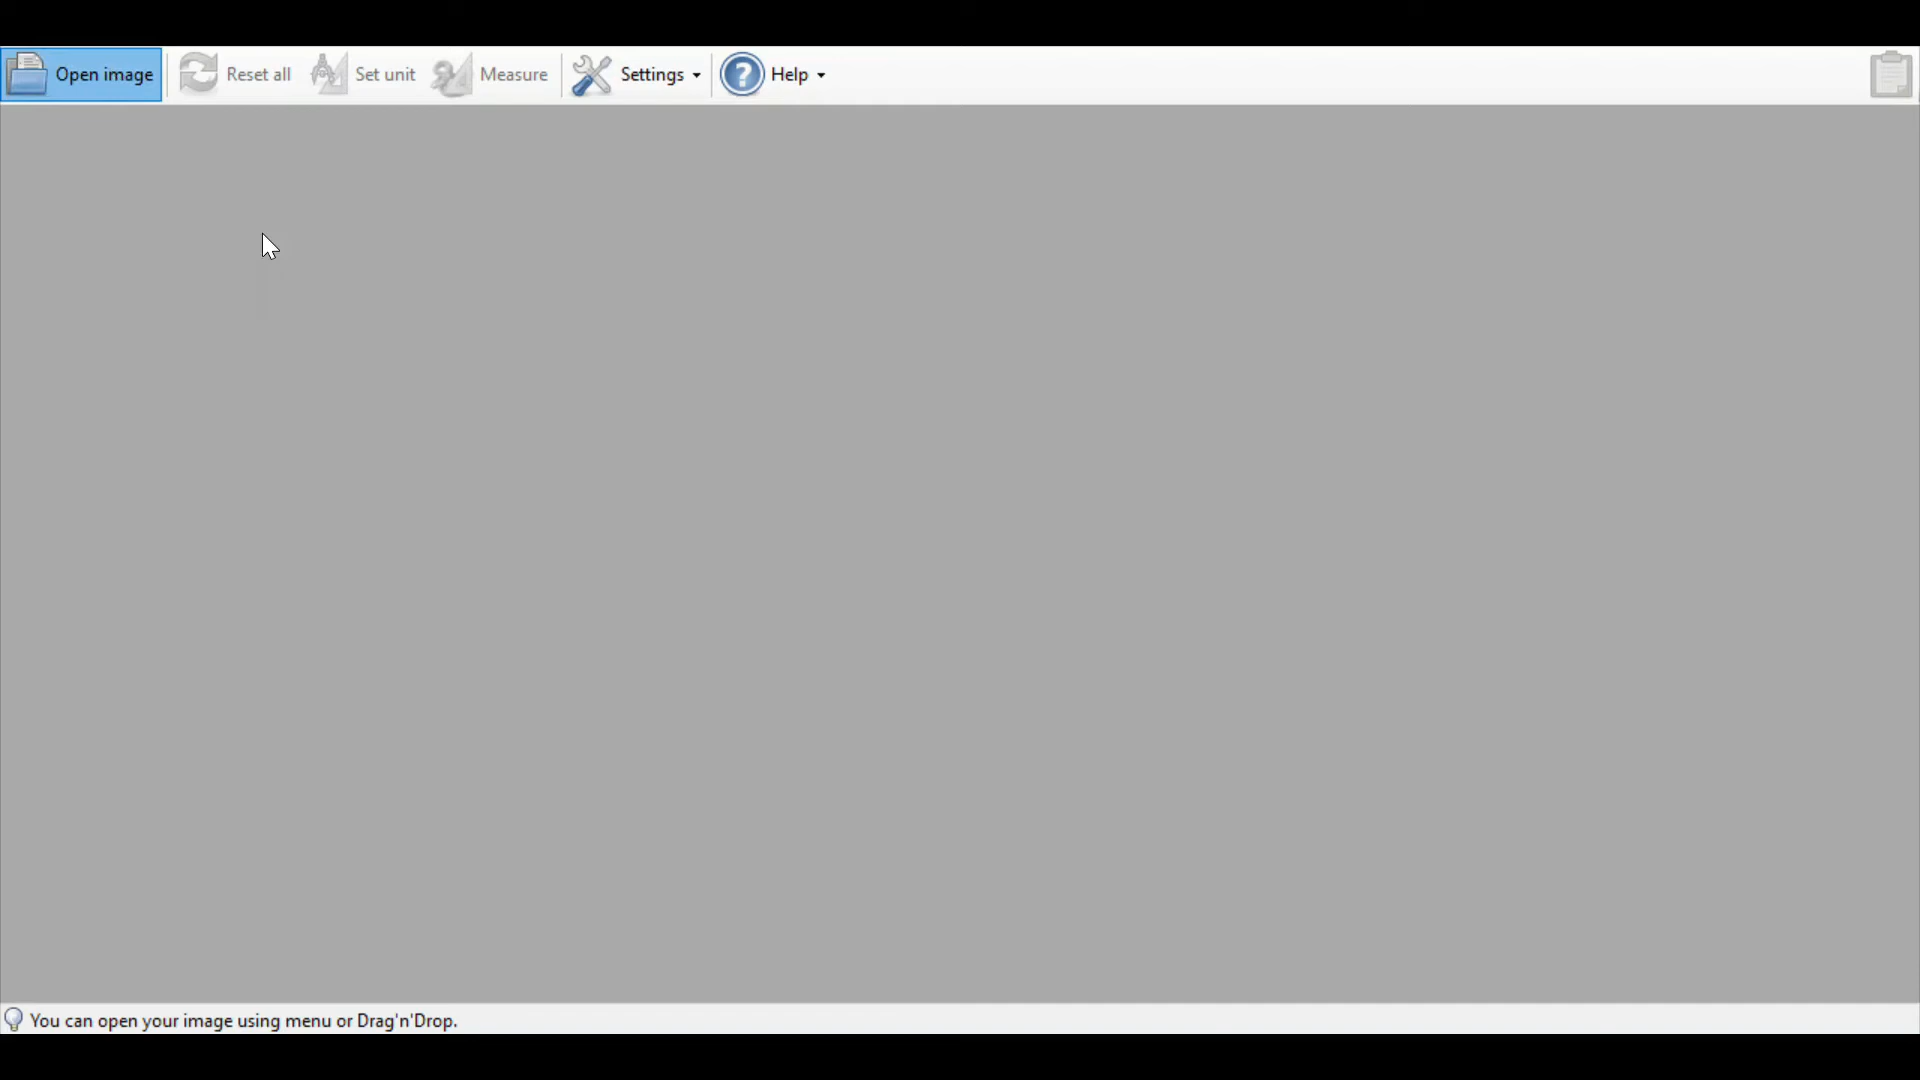 Open image Reset all Set unit Measure Settings Help
You can open your image using menu or Drag'n'Drop.